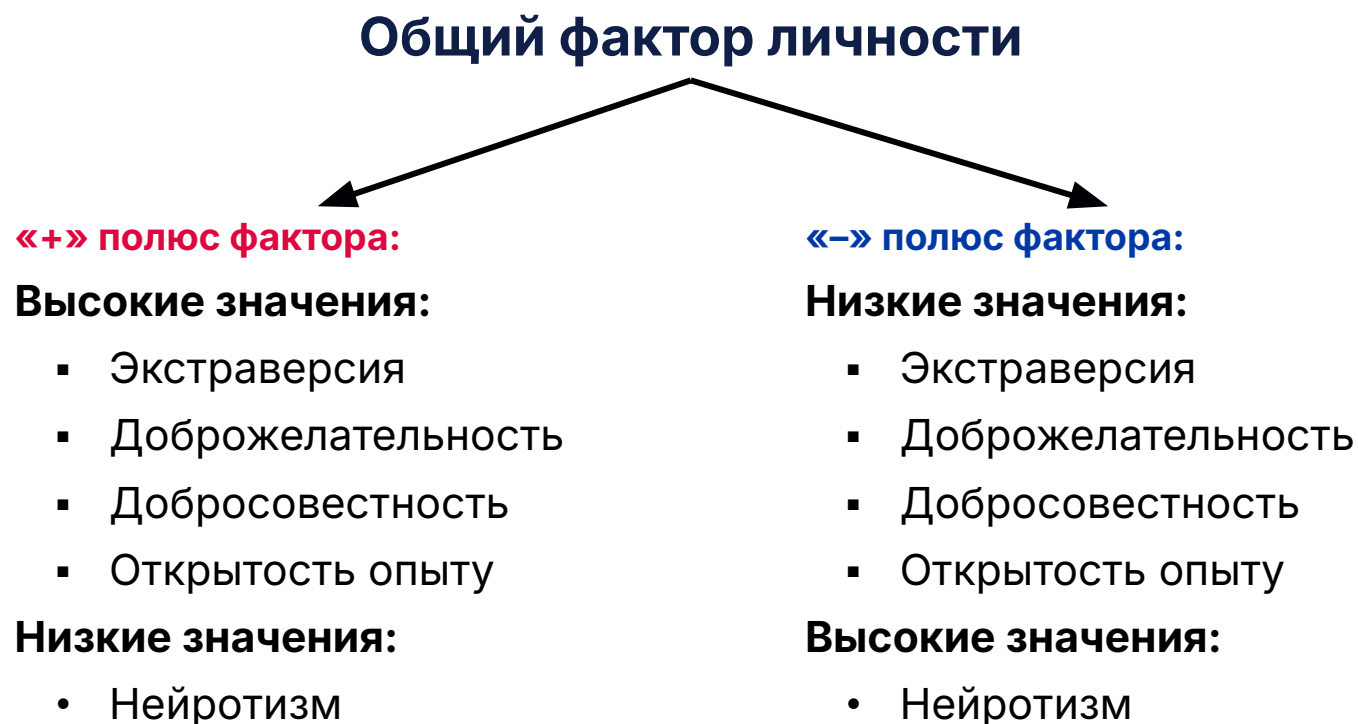 Общий фактор личности
«+» полюс фактора:
Высокие значения:
▪ Экстраверсия
▪ Доброжелательность
▪ Добросовестность
▪ Открытость опыту
Низкие значения:
• Нейротизм
«–» полюс фактора:
Низкие значения:
▪ Экстраверсия
▪ Доброжелательность
▪ Добросовестность
▪ Открытость опыту
Высокие значения:
• Нейротизм